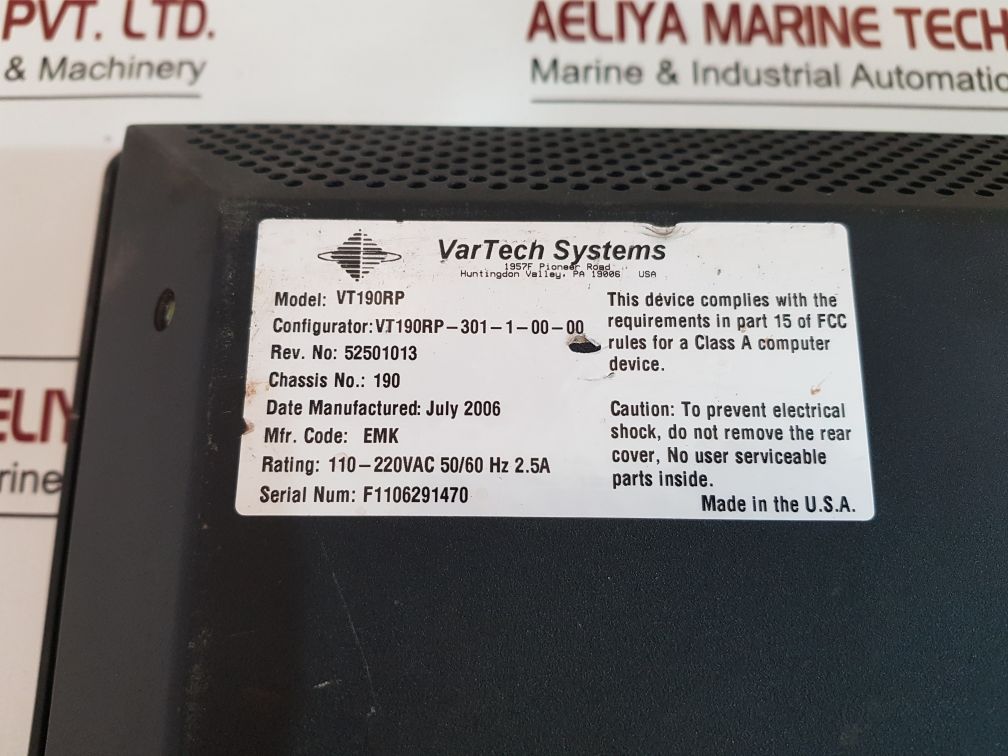 PVT. LTD.
& Machinery
AELIYA MARINE TECH
Marine & Industrial Automatic
VarTech Systems
1957F Pioneer Road
Huntingdon Valley, PA 19006 USA
Model: VT190RP
Configurator: VT190RP-301-1-00-00
Rev. No: 52501013
Chassis No.: 190
Date Manufactured: July 2006
Mfr. Code: EMK
Rating: 110-220VAC 50/60 Hz 2.5A
Serial Num: F1106291470
This device complies with the
requirements in part 15 of FCC
rules for a Class A computer
device.
Caution: To prevent electrical
shock, do not remove the rear
cover, No user serviceable
parts inside.
Made in the U.S.A.
ELIY
rine